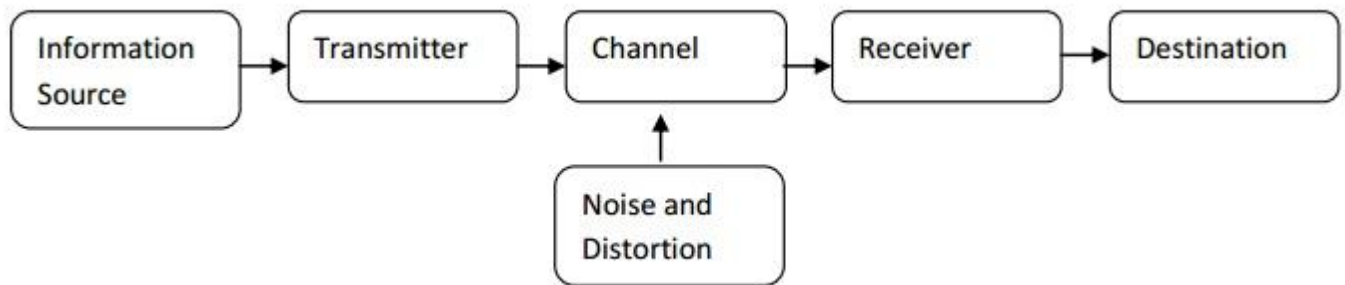 Information
Source
Transmitter
Channel
Receiver
Destination
Noise and
Distortion